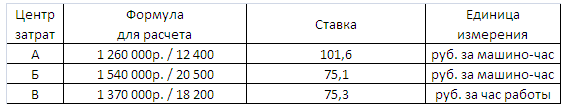 Центр затрат Формула для расчета Ставка Единица измерения
А 1 260 000р. / 12 400 101,6 руб. за машино-час
Б 1 540 000р. / 20 500 75,1 руб. за машино-час
В 1 370 000р. / 18 200 75,3 руб. за час работы